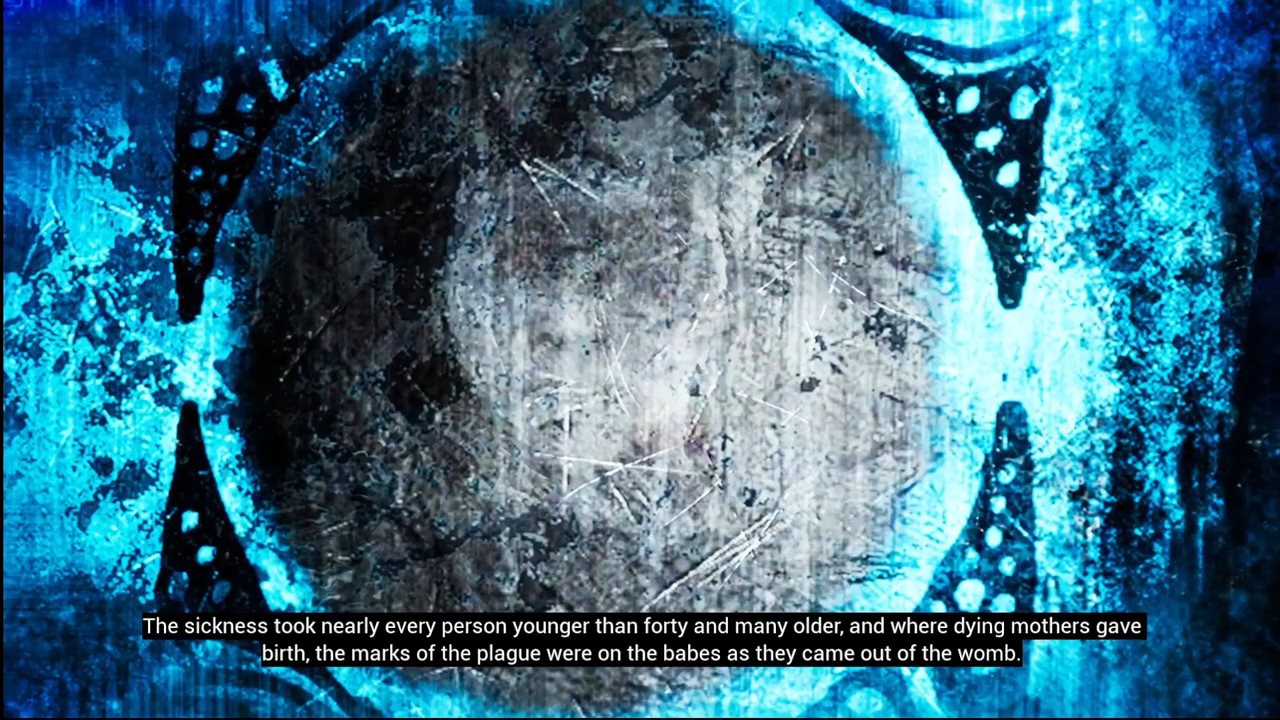 The sickness took nearly every person younger than forty and many older, and where dying mothers gave
birth, the marks of the plague were on the babes as they came out of the womb.